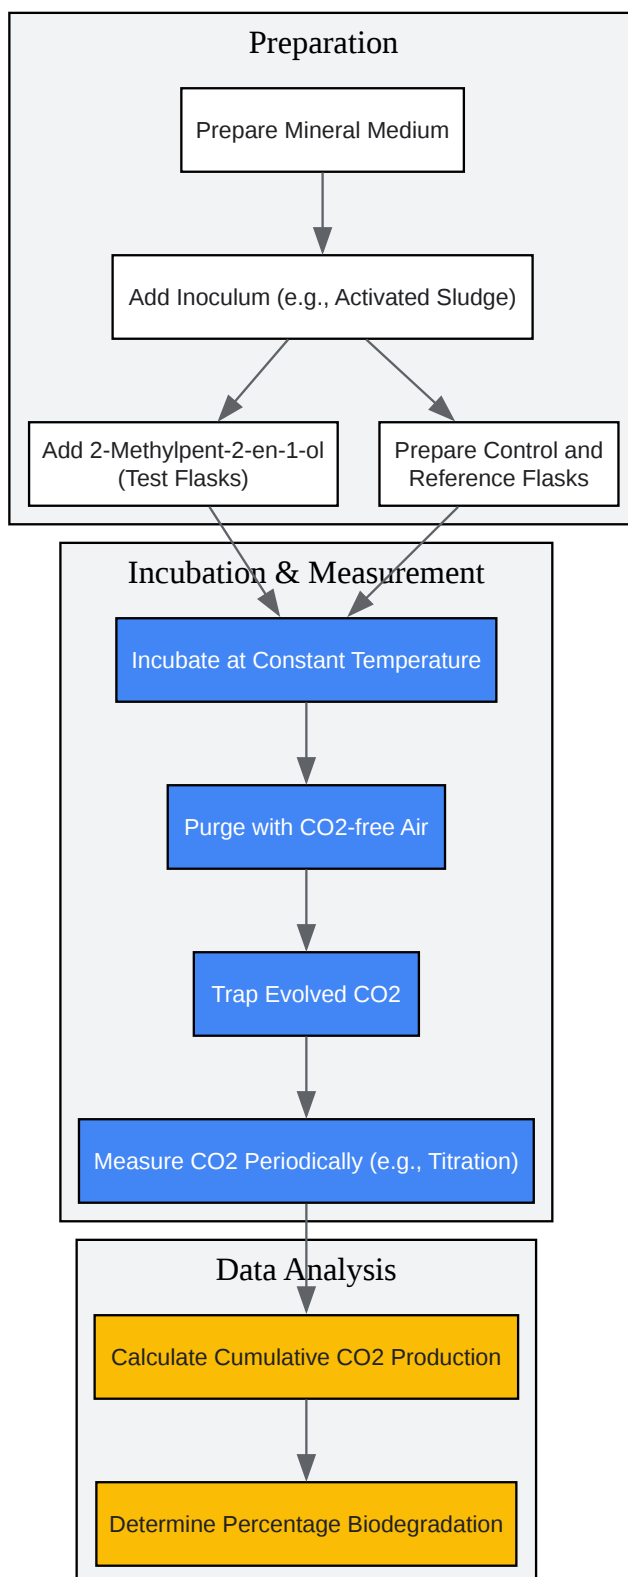 Preparation
Prepare Mineral Medium
Add Inoculum (e.g., Activated Sludge)
Add 2-Methylpent-2-en-1-ol
(Test Flasks)
Prepare Control and
Reference Flasks
Incubation & Measurement
Incubate at Constant Temperature
Purge with CO2-free Air
Trap Evolved CO2
Measure CO2 Periodically (e.g., Titration)
Data Analysis
Calculate Cumulative CO2 Production
Determine Percentage Biodegradation